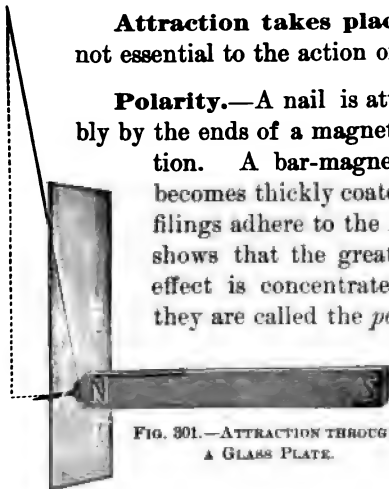 Attraction takes plac
not essential to the action o
Polarity.—A nail is at
bly by the ends of a magnet
tion. A bar-magne
becomes thickly coate
filings adhere to the
shows that the great
effect is concentrate
they are called the po
N S
FIG. 301.—ATTRACTION THROUG
A GLASS PLATE.